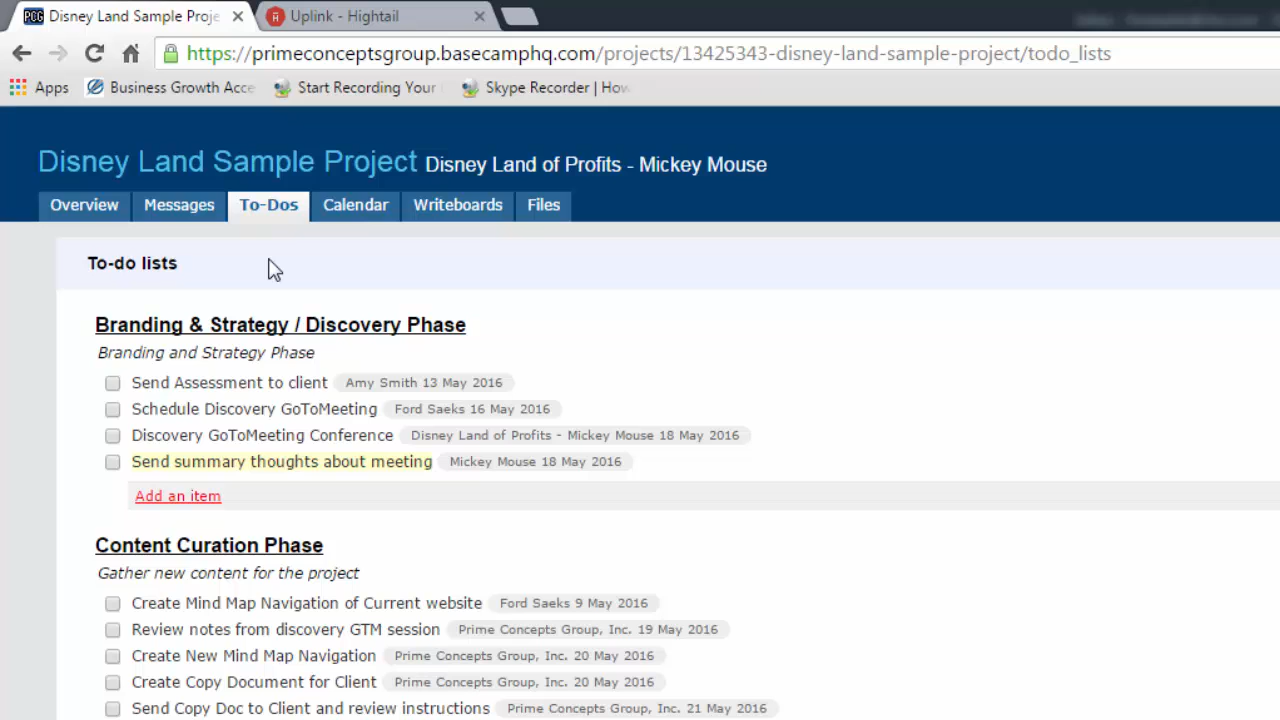 PCG Disney Land Sample Proje
Uplink - Hightail
https://primeconceptsgroup.basecamphq.com/projects/13425343-disney-land-sample-project/todo_lists
Apps Business Growth Acce Start Recording Your Skype Recorder | How
Disney Land Sample Project Disney Land of Profits - Mickey Mouse
Overview Messages To-Dos Calendar Writeboards Files
To-do lists
Branding & Strategy / Discovery Phase
Branding and Strategy Phase
Send Assessment to client Amy Smith 13 May 2016
Schedule Discovery GoToMeeting Ford Saeks 16 May 2016
Discovery GoToMeeting Conference Disney Land of Profits - Mickey Mouse 18 May 2016
Send summary thoughts about meeting Mickey Mouse 18 May 2016
Add an item
Content Curation Phase
Gather new content for the project
Create Mind Map Navigation of Current website Ford Saeks 9 May 2016
Review notes from discovery GTM session Prime Concepts Group, Inc. 19 May 2016
Create New Mind Map Navigation Prime Concepts Group, Inc. 20 May 2016
Create Copy Document for Client Prime Concepts Group, Inc. 20 May 2016
Send Copy Doc to Client and review instructions Prime Concepts Group, Inc. 21 May 2016